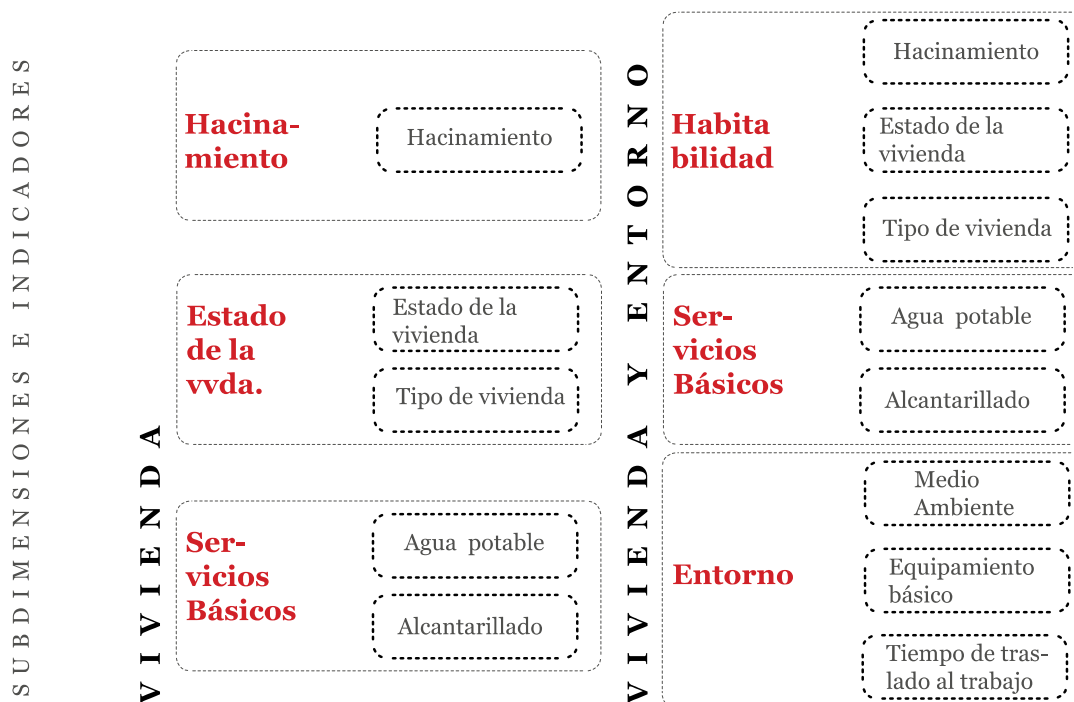 SUBDIMENSIONES E INDICADORES
VIVIENDA
Hacina-
miento
Hacinamiento
Estado
de la
vvda.
Estado de la
vivienda
Tipo de vivienda
Ser-
vicios
Básicos
Agua potable
Alcantarillado
VIVIENDA Y ENTORNO
Habita
bilidad
Hacinamiento
Estado de la
vivienda
Tipo de vivienda
Ser-
vicios
Básicos
Agua potable
Alcantarillado
Entorno
Medio
Ambiente
Equipamiento
básico
Tiempo de tras-
lado al trabajo